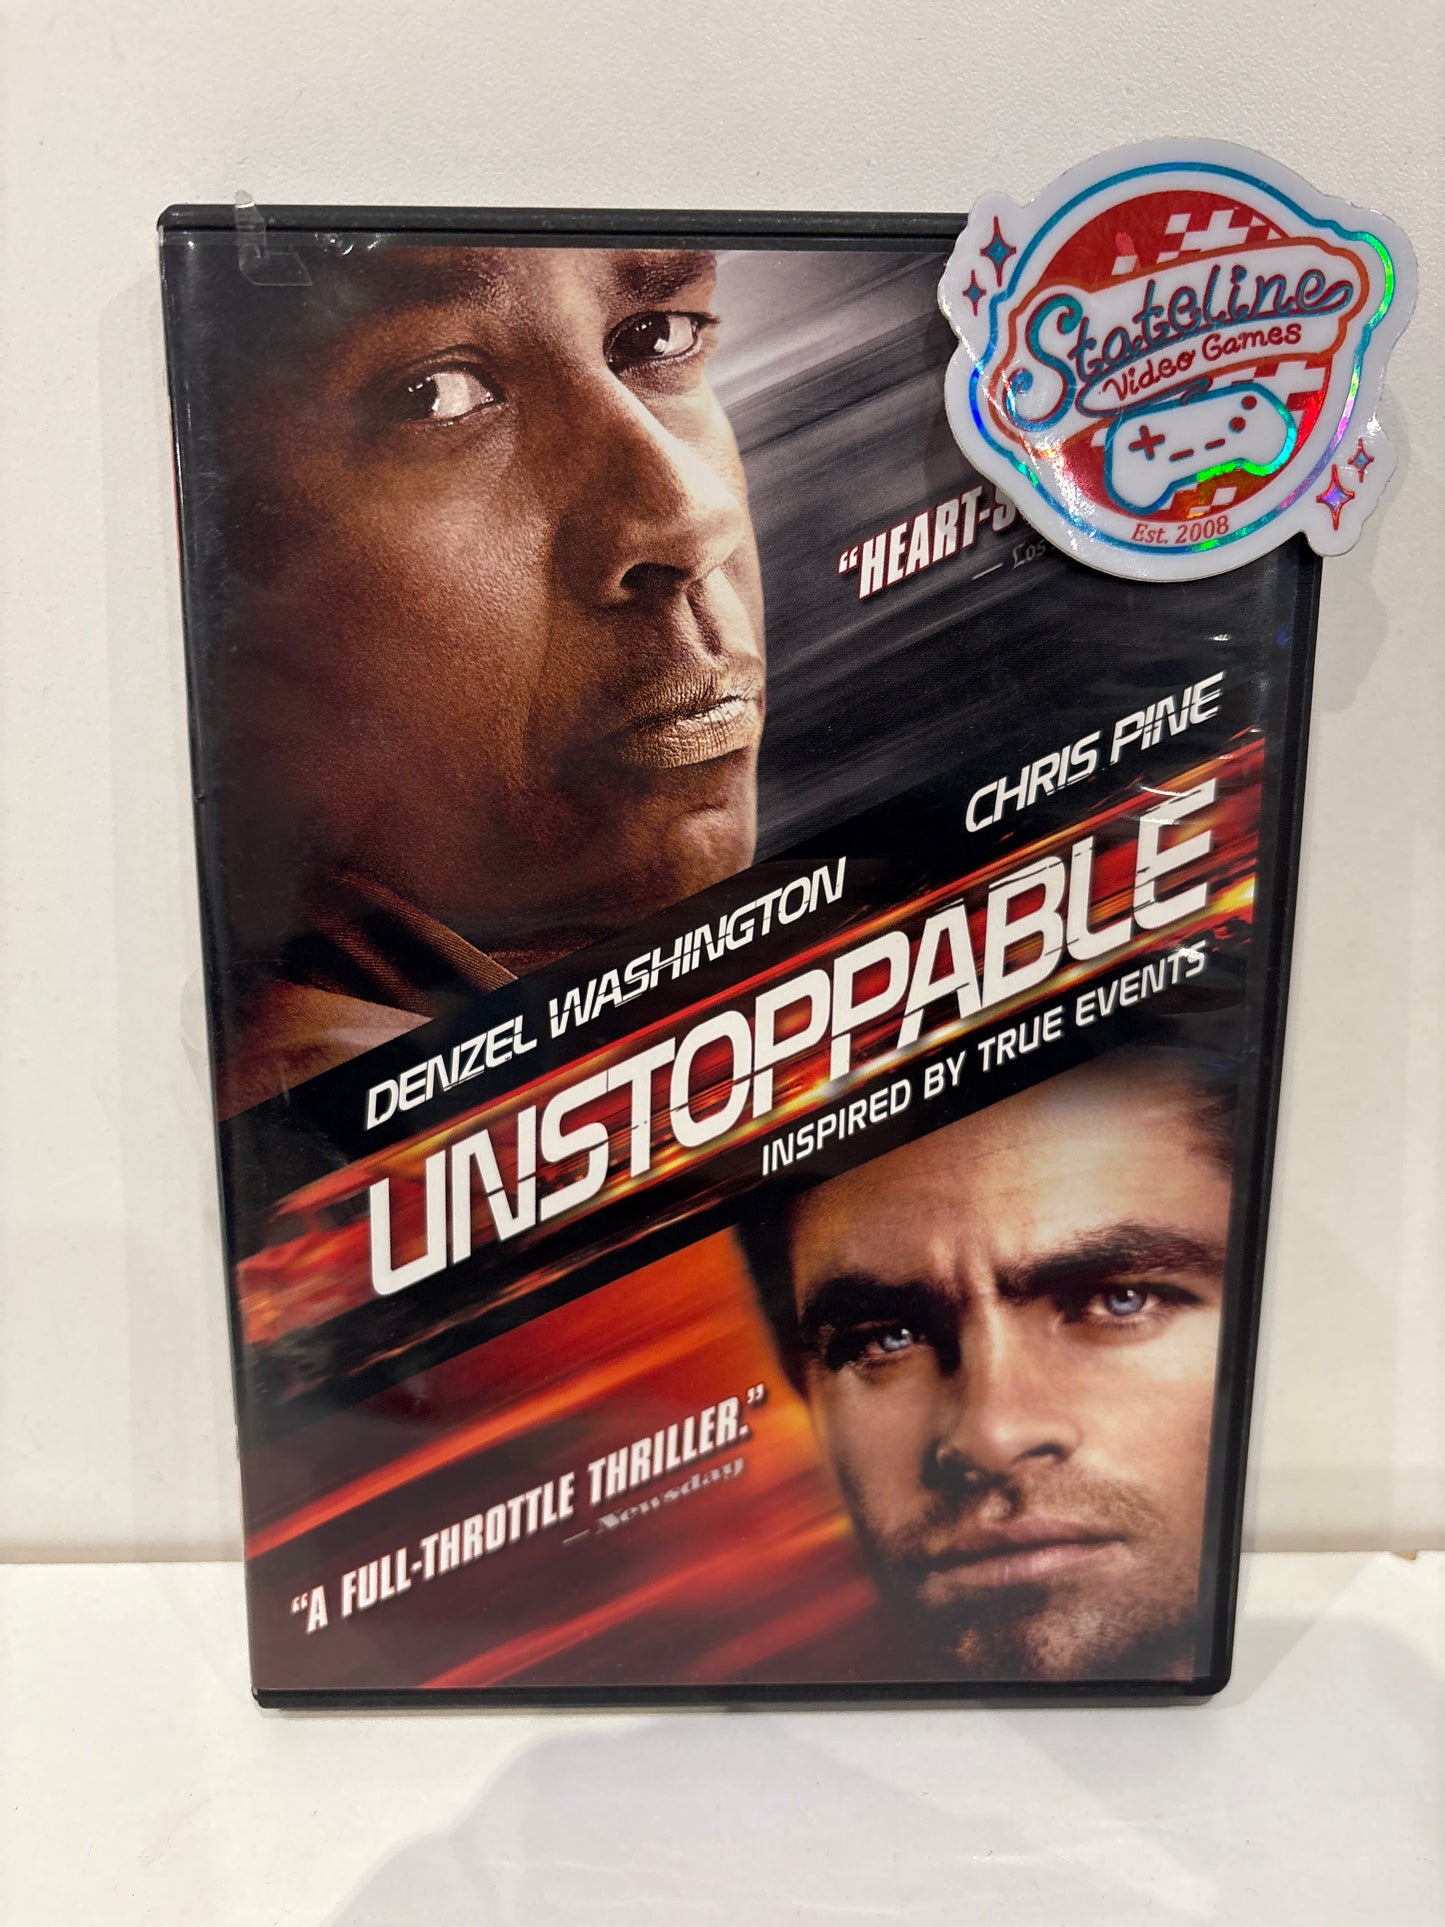 Stateline
Video Games
Est. 2008
"HEART-S
— Los
CHRIS PINE
DENZEL WASHINGTON
UNSTOPPABLE
INSPIRED BY TRUE EVENTS
"A FULL-THROTTLE THRILLER."
— Newsday